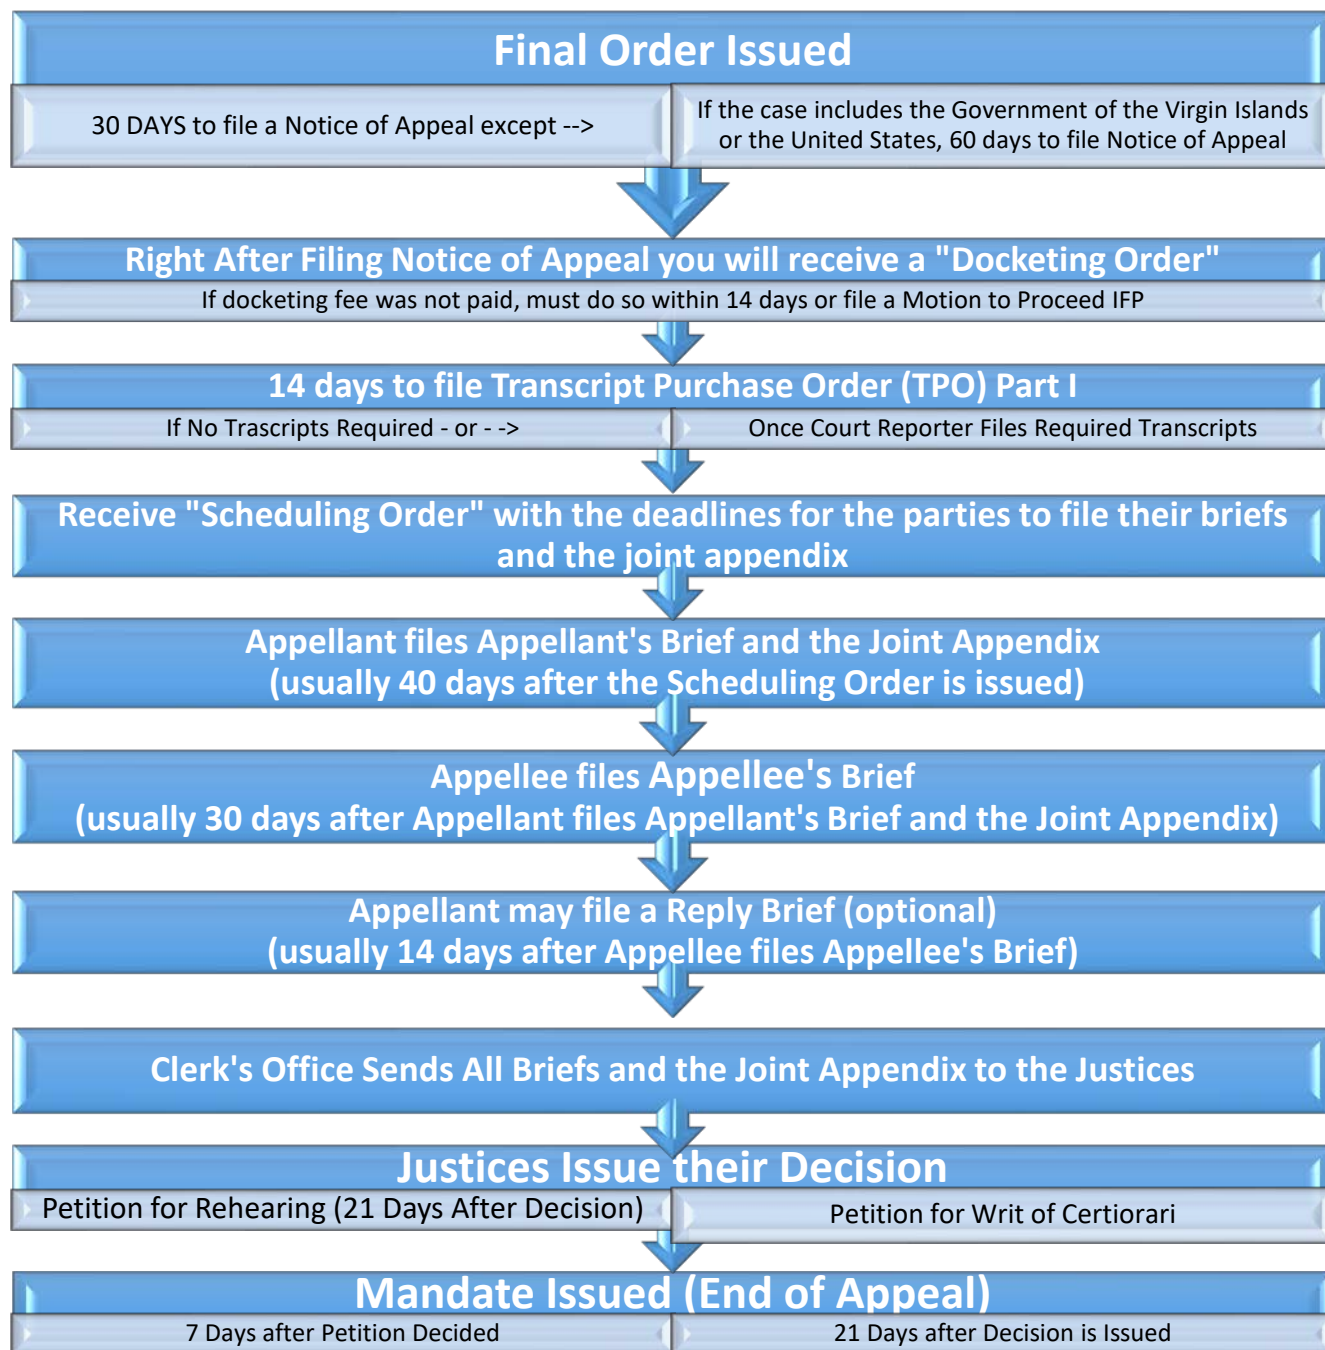 Final Order Issued
30 DAYS to file a Notice of Appeal except -->
If the case includes the Government of the Virgin Islands
or the United States, 60 days to file Notice of Appeal
Right After Filing Notice of Appeal you will receive a "Docketing Order"
If docketing fee was not paid, must do so within 14 days or file a Motion to Proceed IFP
14 days to file Transcript Purchase Order (TPO) Part I
If No Trascripts Required - or - ->
Once Court Reporter Files Required Transcripts
Receive "Scheduling Order" with the deadlines for the parties to file their briefs
and the joint appendix
Appellant files Appellant's Brief and the Joint Appendix
(usually 40 days after the Scheduling Order is issued)
Appellee files Appellee's Brief
(usually 30 days after Appellant files Appellant's Brief and the Joint Appendix)
Appellant may file a Reply Brief (optional)
(usually 14 days after Appellee files Appellee's Brief)
Clerk's Office Sends All Briefs and the Joint Appendix to the Justices
Justices Issue their Decision
Petition for Rehearing (21 Days After Decision)
Petition for Writ of Certiorari
Mandate Issued (End of Appeal)
7 Days after Petition Decided
21 Days after Decision is Issued